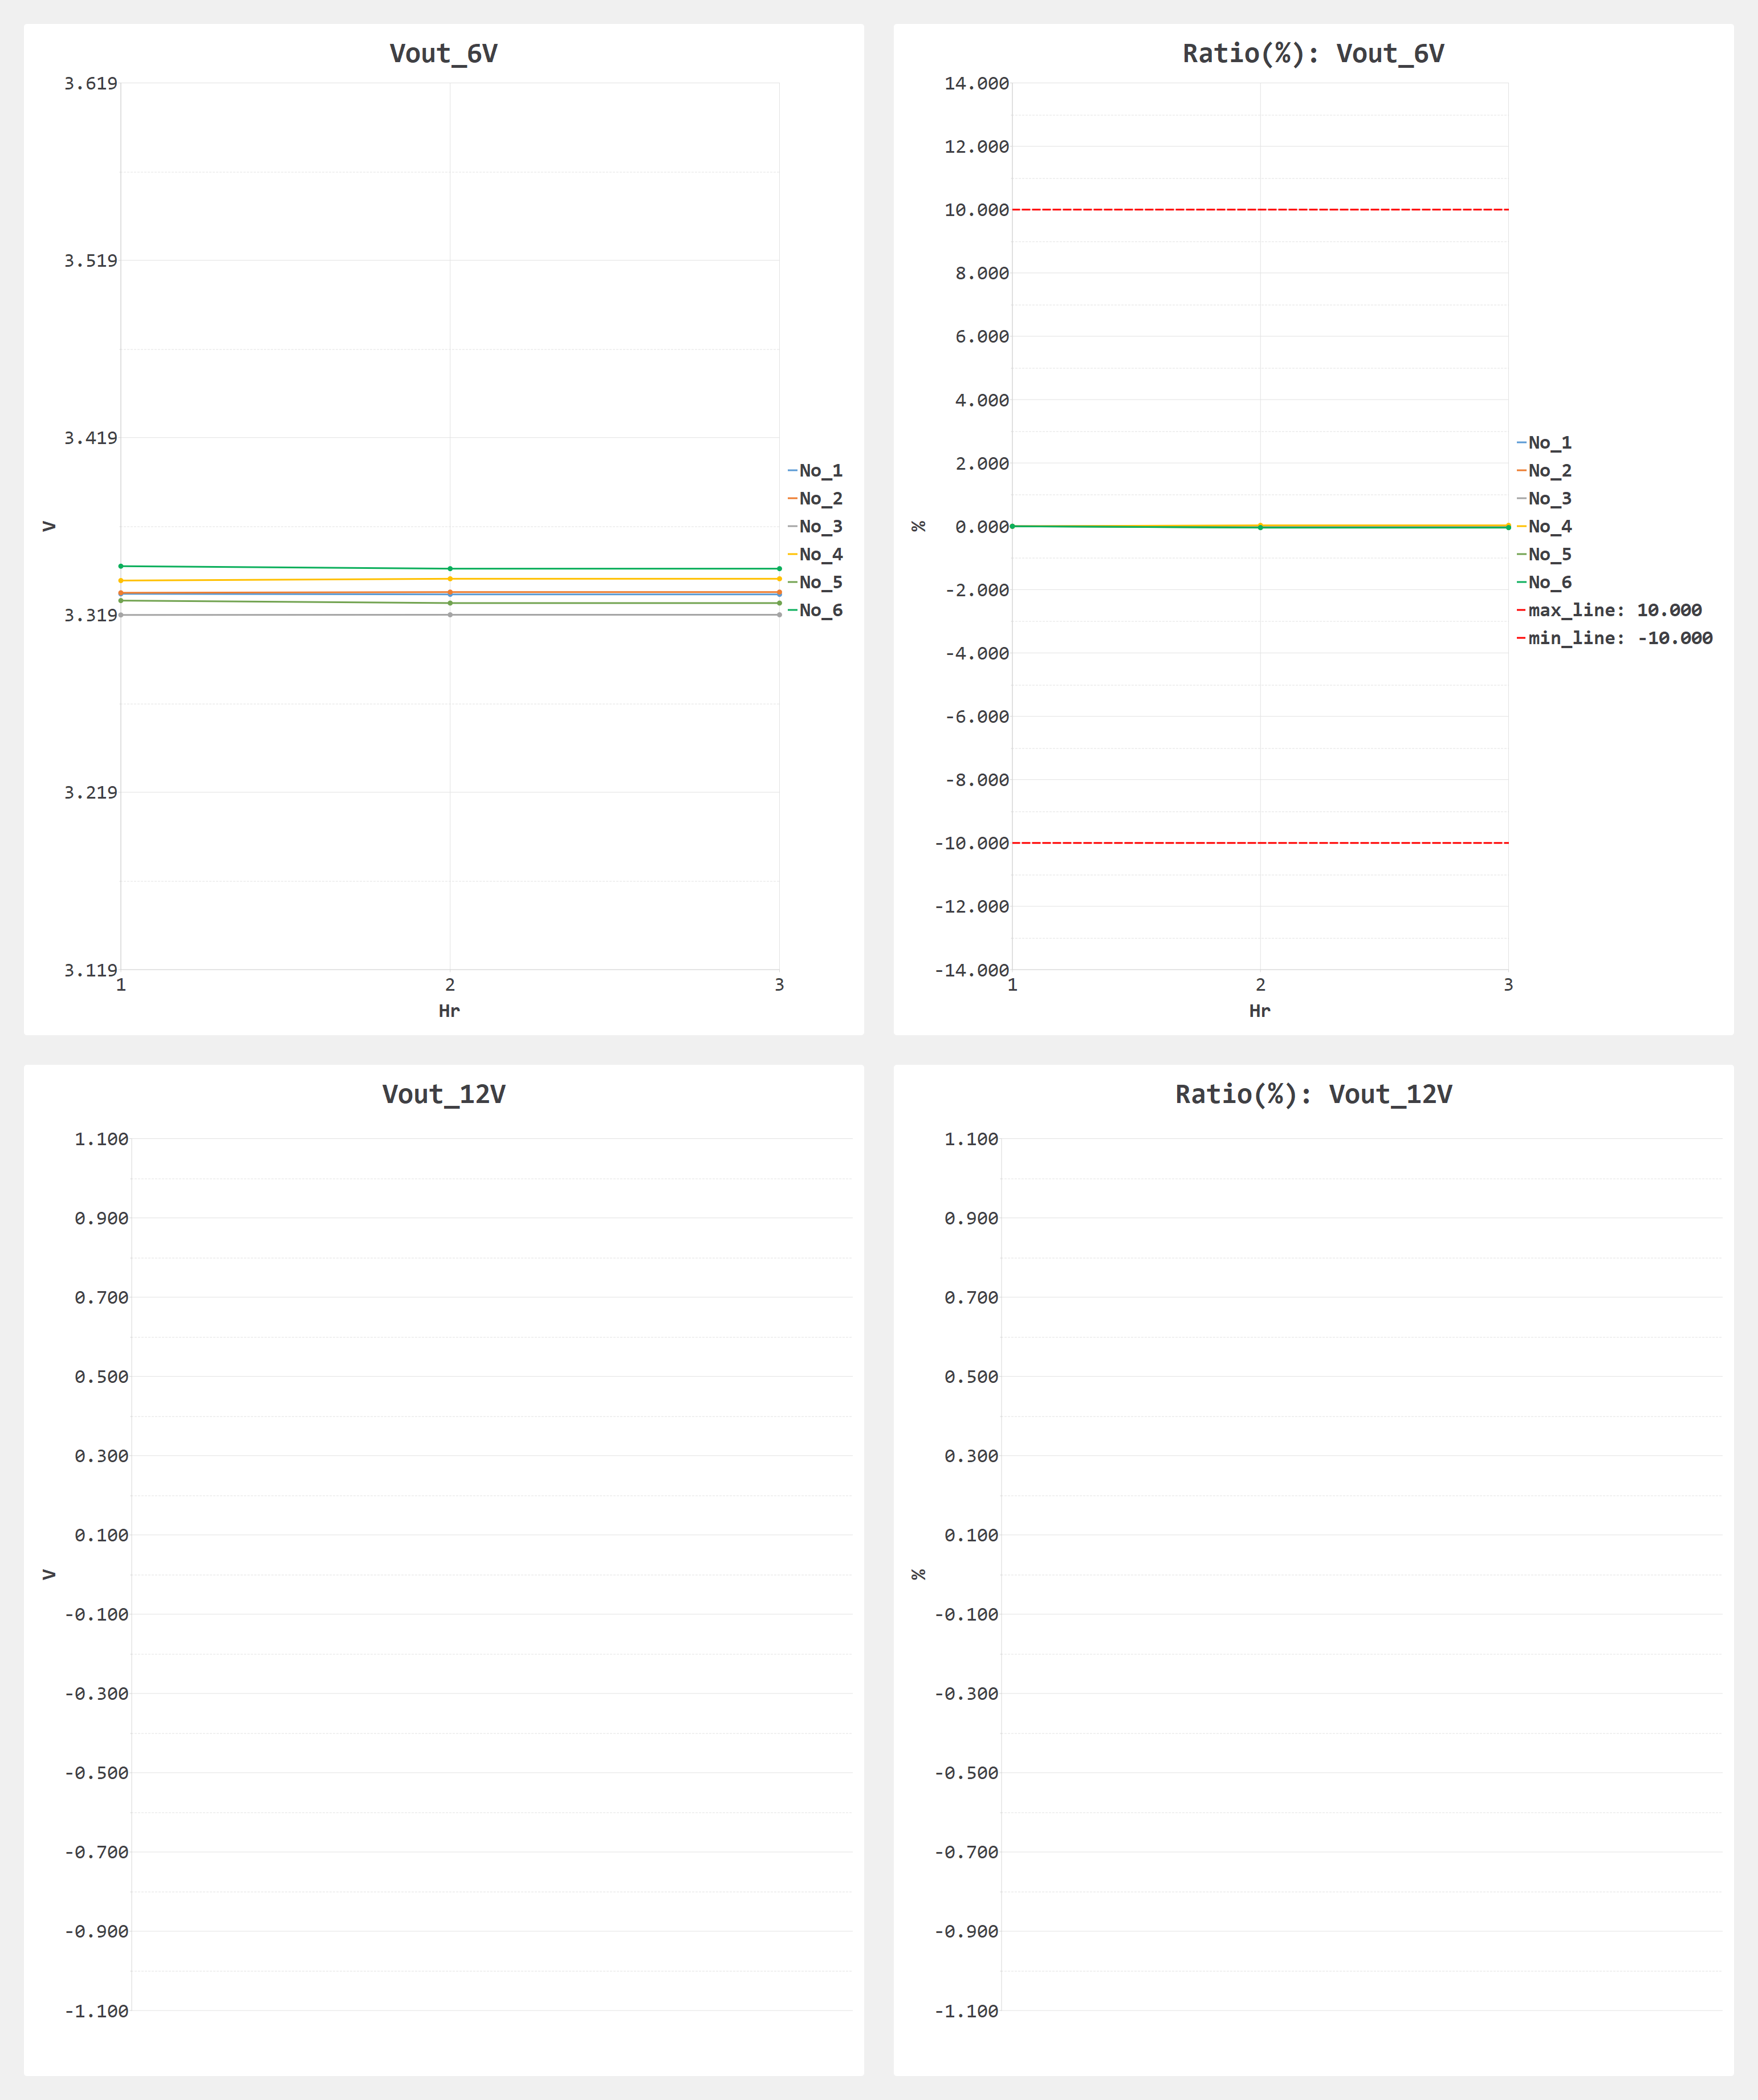 Vout_6V
3.619
3.519
3.419
3.319
3.219
3.119
V
1 2 3
Hr
No_1
No_2
No_3
No_4
No_5
No_6
Ratio(%): Vout_6V
14.000
12.000
10.000
8.000
6.000
4.000
2.000
0.000
-2.000
-4.000
-6.000
-8.000
-10.000
-12.000
-14.000
%
1 2 3
Hr
No_1
No_2
No_3
No_4
No_5
No_6
max_line: 10.000
min_line: -10.000
Vout_12V
1.100
0.900
0.700
0.500
0.300
0.100
-0.100
-0.300
-0.500
-0.700
-0.900
-1.100
V
Ratio(%): Vout_12V
1.100
0.900
0.700
0.500
0.300
0.100
-0.100
-0.300
-0.500
-0.700
-0.900
-1.100
%